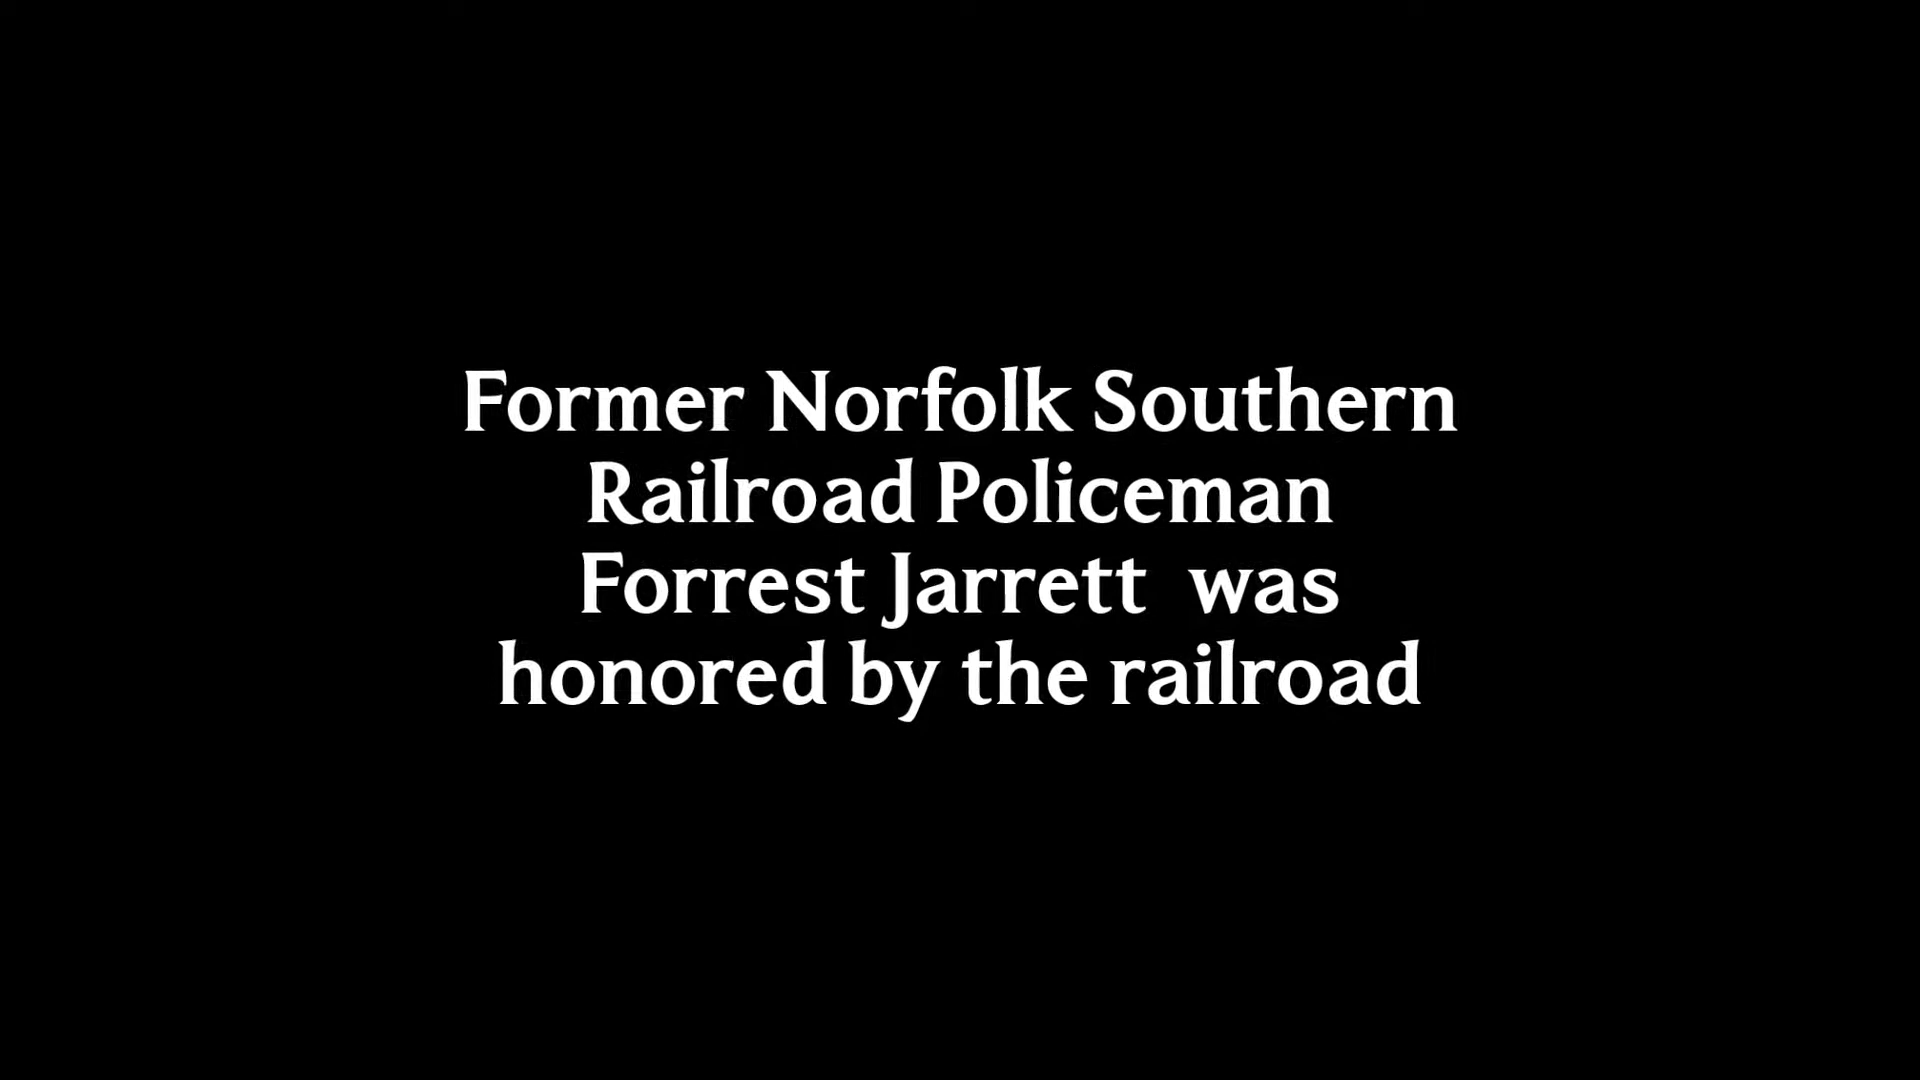 Former Norfolk Southern
Railroad Policeman
Forrest Jarrett  was
honored by the railroad